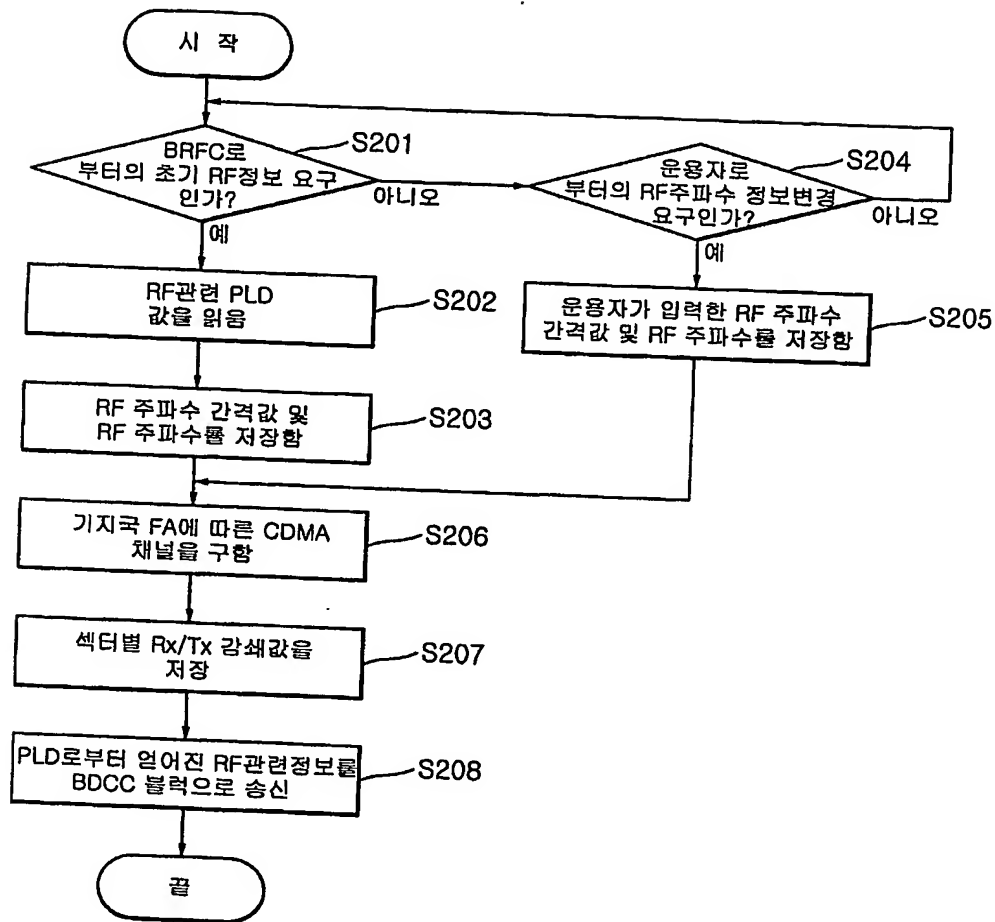 시 작
BRFC로
부터의 초기 RF정보 요구
인가?
S201
아니오
예
운용자로
부터의 RF주파수 정보변경
요구인가?
S204
아니오
예
RF관련 PLD
값을 읽음
S202
운용자가 입력한 RF 주파수
간격값 및 RF 주파수를 저장함
S205
RF 주파수 간격값 및
RF 주파수를 저장함
S203
기지국 FA에 따른 CDMA
채널을 구함
S206
섹터별 Rx/Tx 감쇄값을
저장
S207
PLD로부터 얻어진 RF관련정보를
BDCC 블럭으로 송신
S208
끝